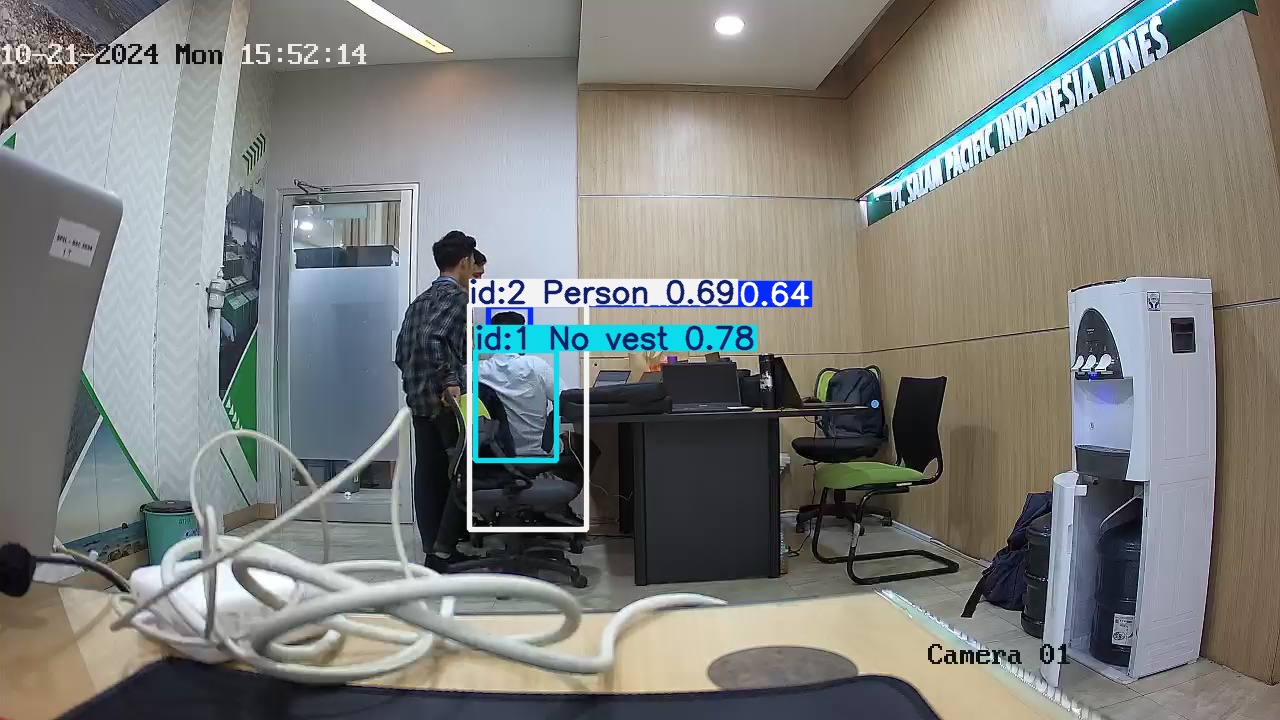 10-21-2024 Mon 15:52:14
PT. SALAM PACIFIC INDONESIA LINES
id:2 Person 0.69
0.64
id:1 No vest 0.78
Camera 01